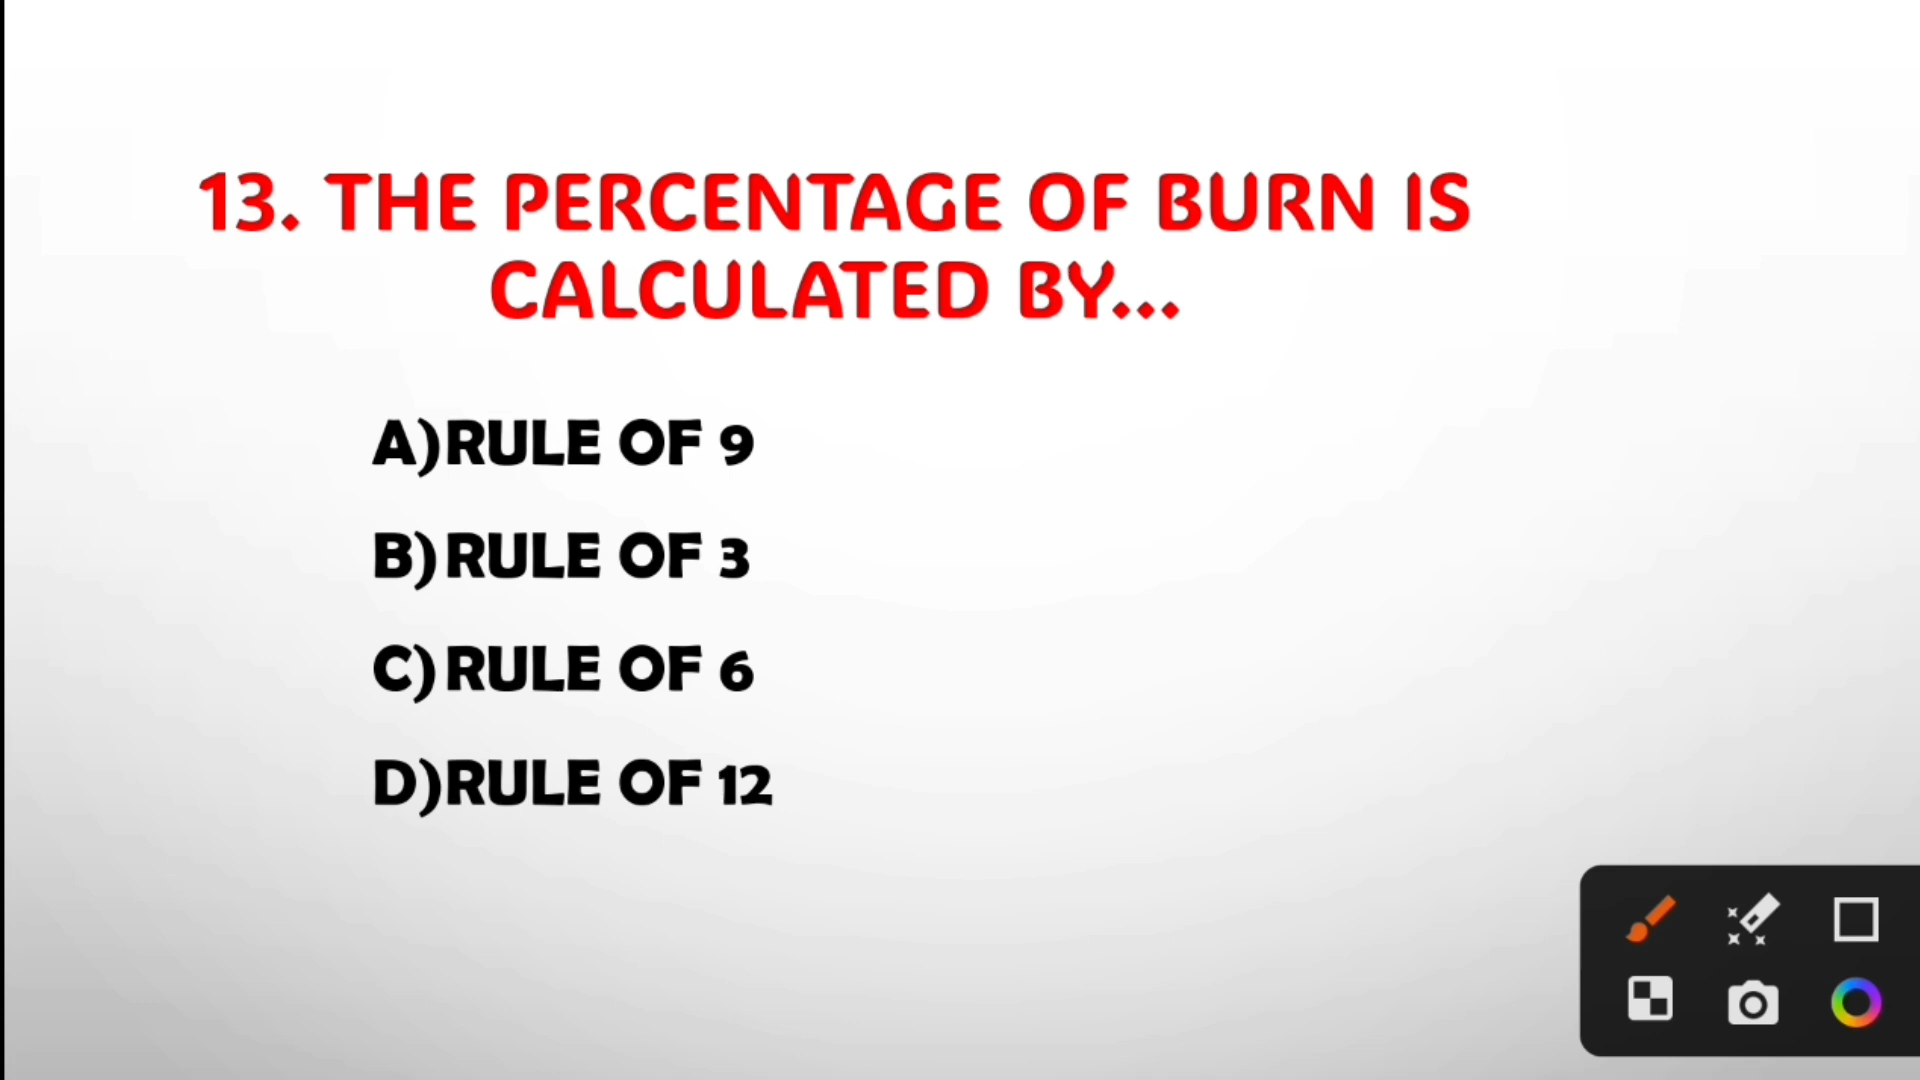 13. THE PERCENTAGE OF BURN IS
CALCULATED BY...
A)RULE OF 9
B)RULE OF 3
C)RULE OF 6
D)RULE OF 12